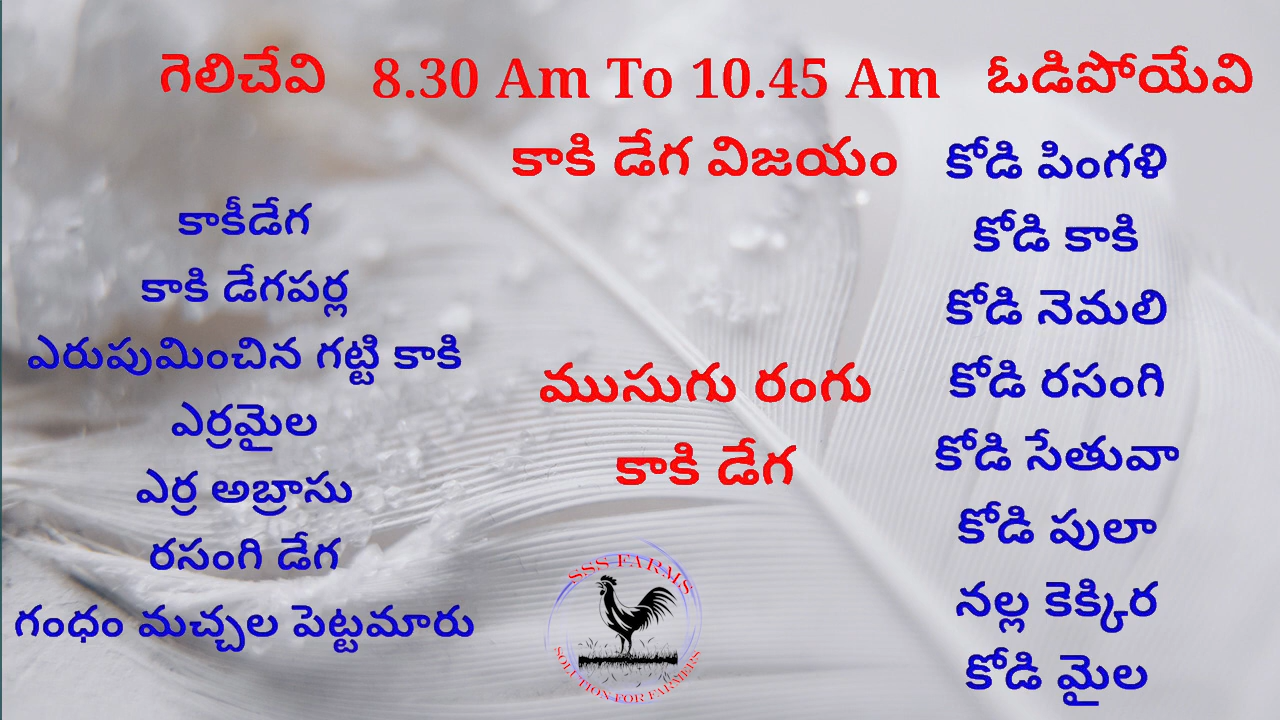 గెలిచేవి 8.30 Am To 10.45 Am ఓడిపోయేవి
కాకి డేగ విజయం
కాకీడేగ
కాకి డేగపర్ల
ఎరుపుమించిన గట్టి కాకి
ఎర్రమైల
ఎర్ర అబ్రాసు
రసంగి డేగ
గంధం మచ్చల పెట్టమారు
ముసుగు రంగు
కాకి డేగ
SSS FARMS
SOLUTION FOR FARMERS
కోడి పింగళి
కోడి కాకి
కోడి నెమలి
కోడి రసంగి
కోడి సేతువా
కోడి పులా
నల్ల కెక్కిర
కోడి మైల